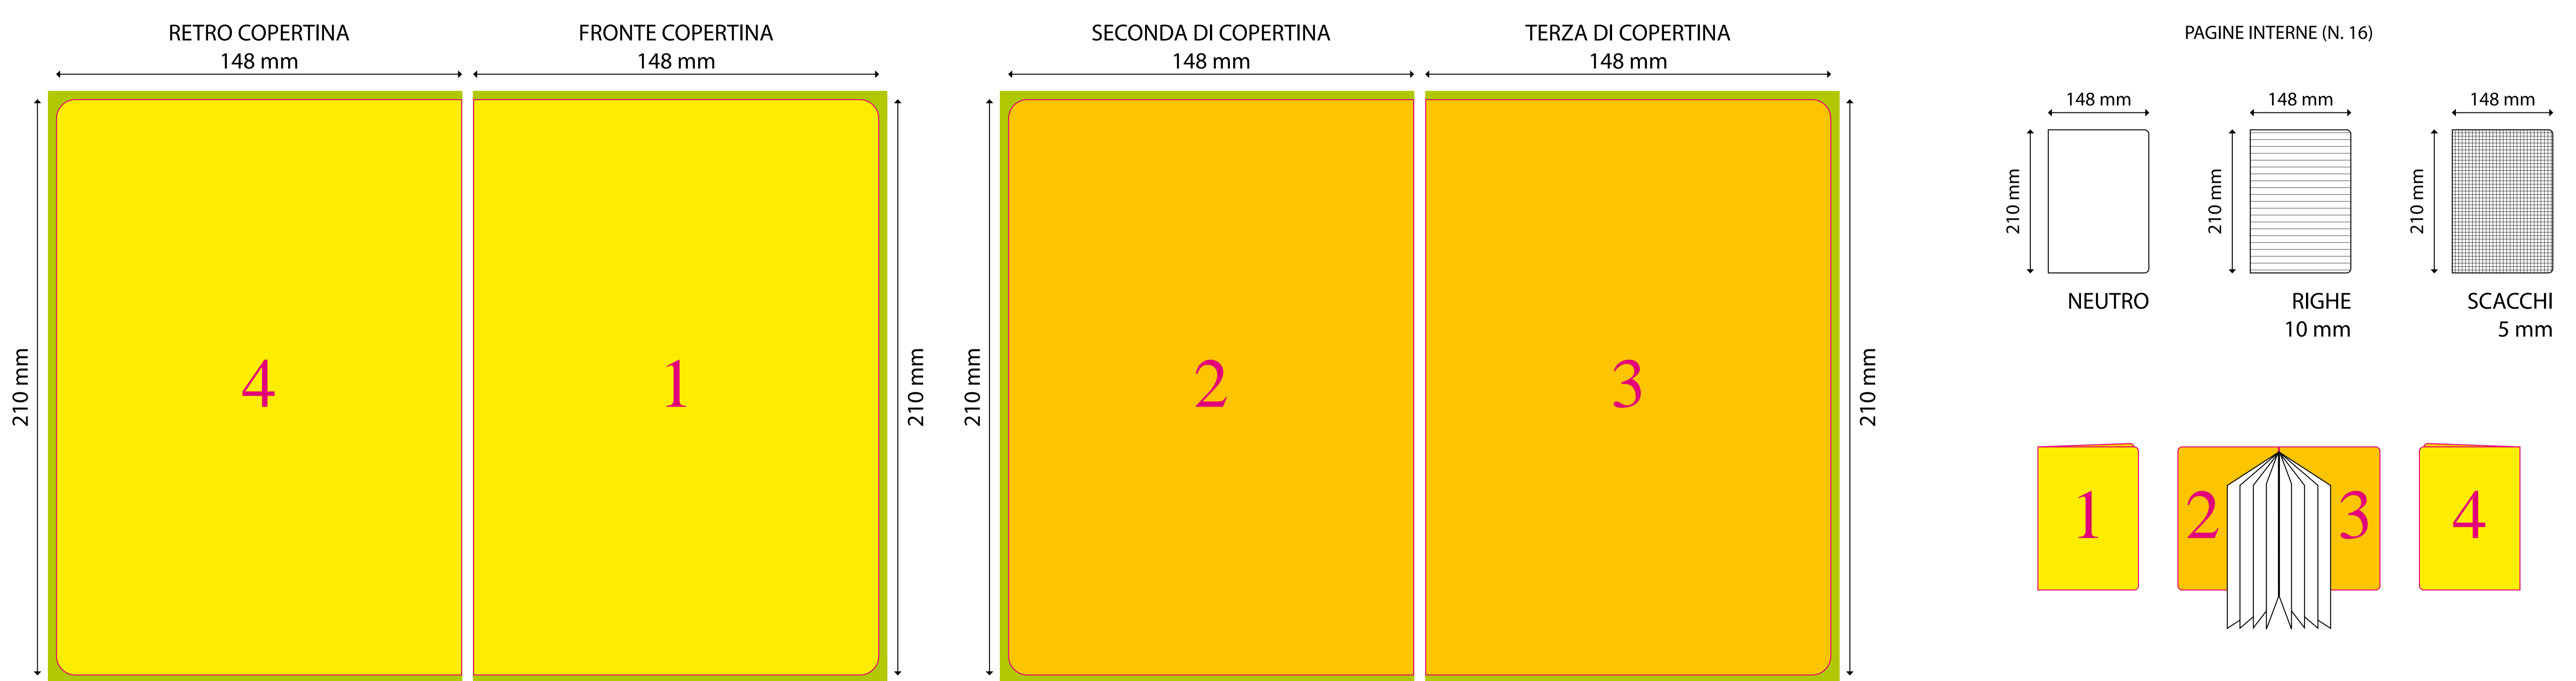 RETRO COPERTINA
148 mm
FRONTE COPERTINA
148 mm
210 mm
4
1
210 mm
SECONDA DI COPERTINA
148 mm
TERZA DI COPERTINA
148 mm
210 mm
2
3
210 mm
PAGINE INTERNE (N. 16)
148 mm
210 mm
NEUTRO
148 mm
210 mm
RIGHE
10 mm
148 mm
210 mm
SCACCHI
5 mm
1
2
3
4